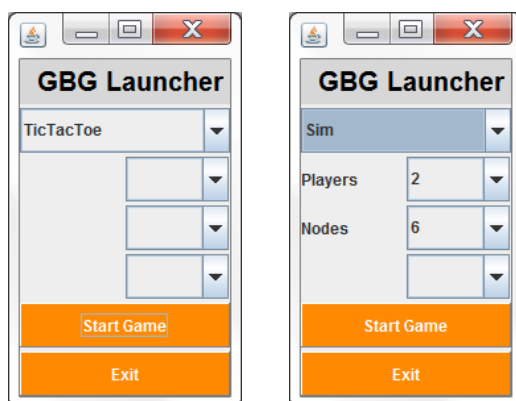 GBG Launcher
TicTacToe
Start Game
Exit
GBG Launcher
Sim
Players 2
Nodes 6
Start Game
Exit